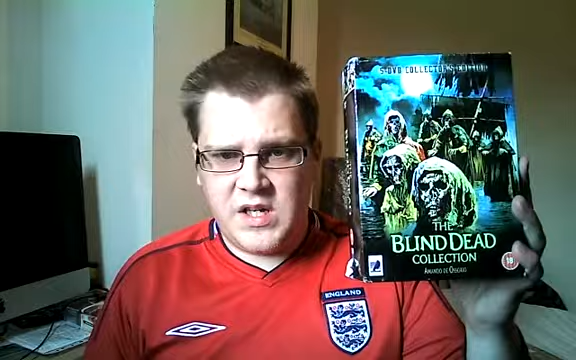 5-DVD COLLECTOR'S EDITION
THE
BLIND DEAD
COLLECTION
AMANDO DE OSSORIO
18
ENGLAND